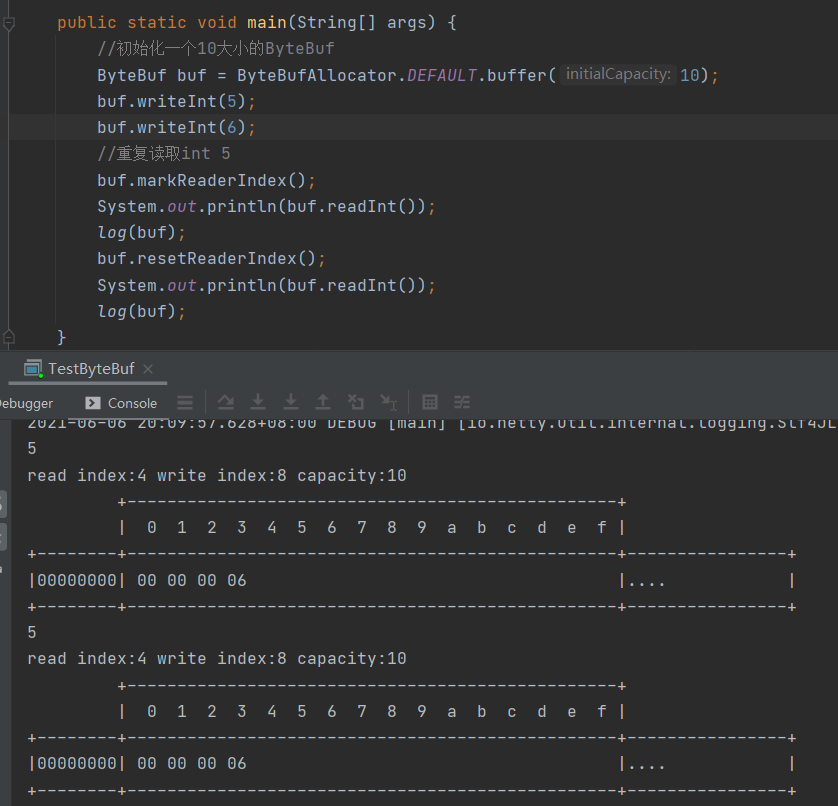 public static void main(String[] args) {
//初始化一个10大小的ByteBuf
ByteBuf buf = ByteBufAllocator.DEFAULT.buffer( initialCapacity: 10);
buf.writeInt(5);
buf.writeInt(6);
//重复读取int 5
buf.markReaderIndex();
System.out.println(buf.readInt());
log(buf);
buf.resetReaderIndex();
System.out.println(buf.readInt());
log(buf);
}
TestByteBuf
ebugger Console
2021-06-06 20:09:57.628+08:00 DEBUG [main] [io.netty.util.internal.logging.Slf4JL
5
read index:4 write index:8 capacity:10
+-------------------------------------------------+
| 0 1 2 3 4 5 6 7 8 9 a b c d e f |
+--------+-------------------------------------------------+----------------+
|00000000| 00 00 00 06 |.... |
+--------+-------------------------------------------------+----------------+
5
read index:4 write index:8 capacity:10
+-------------------------------------------------+
| 0 1 2 3 4 5 6 7 8 9 a b c d e f |
+--------+-------------------------------------------------+----------------+
|00000000| 00 00 00 06 |.... |
+--------+-------------------------------------------------+----------------+